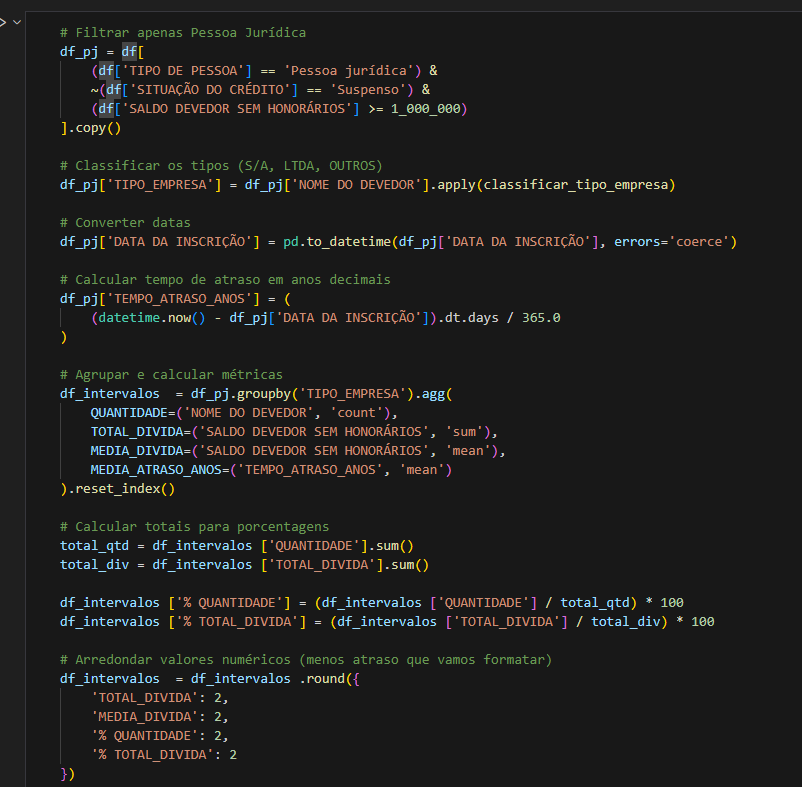 # Filtrar apenas Pessoa Jurídica
df_pj = df[
    (df['TIPO DE PESSOA'] == 'Pessoa jurídica') &
    ~(df['SITUAÇÃO DO CRÉDITO'] == 'Suspenso') &
    (df['SALDO DEVEDOR SEM HONORÁRIOS'] >= 1_000_000)
].copy()

# Classificar os tipos (S/A, LTDA, OUTROS)
df_pj['TIPO_EMPRESA'] = df_pj['NOME DO DEVEDOR'].apply(classificar_tipo_empresa)

# Converter datas
df_pj['DATA DA INSCRIÇÃO'] = pd.to_datetime(df_pj['DATA DA INSCRIÇÃO'], errors='coerce')

# Calcular tempo de atraso em anos decimais
df_pj['TEMPO_ATRASO_ANOS'] = (
    (datetime.now() - df_pj['DATA DA INSCRIÇÃO']).dt.days / 365.0
)

# Agrupar e calcular métricas
df_intervalos  = df_pj.groupby('TIPO_EMPRESA').agg(
    QUANTIDADE=('NOME DO DEVEDOR', 'count'),
    TOTAL_DIVIDA=('SALDO DEVEDOR SEM HONORÁRIOS', 'sum'),
    MEDIA_DIVIDA=('SALDO DEVEDOR SEM HONORÁRIOS', 'mean'),
    MEDIA_ATRASO_ANOS=('TEMPO_ATRASO_ANOS', 'mean')
).reset_index()

# Calcular totais para porcentagens
total_qtd = df_intervalos ['QUANTIDADE'].sum()
total_div = df_intervalos ['TOTAL_DIVIDA'].sum()

df_intervalos ['% QUANTIDADE'] = (df_intervalos ['QUANTIDADE'] / total_qtd) * 100
df_intervalos ['% TOTAL_DIVIDA'] = (df_intervalos ['TOTAL_DIVIDA'] / total_div) * 100

# Arredondar valores numéricos (menos atraso que vamos formatar)
df_intervalos  = df_intervalos .round({
    'TOTAL_DIVIDA': 2,
    'MEDIA_DIVIDA': 2,
    '% QUANTIDADE': 2,
    '% TOTAL_DIVIDA': 2
})